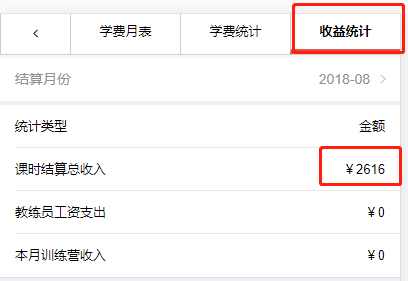 学费月表 学费统计 收益统计
结算月份 2018-08
统计类型 金额
课时结算总收入 ￥2616
教练员工资支出 ￥0
本月训练营收入 ￥0